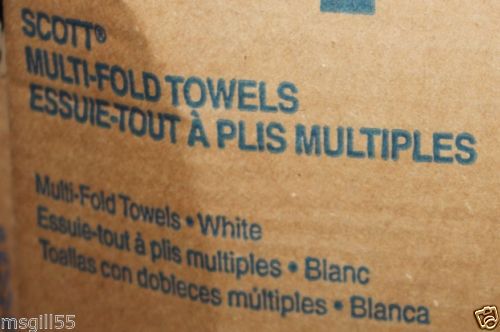 SCOTT®
MULTI-FOLD TOWELS
ESSUIE-TOUT À PLIS MULTIPLES
Multi-Fold Towels • White
Essuie-tout à plis multiples • Blanc
Toallas con dobleces múltiples • Blanca
msgill55